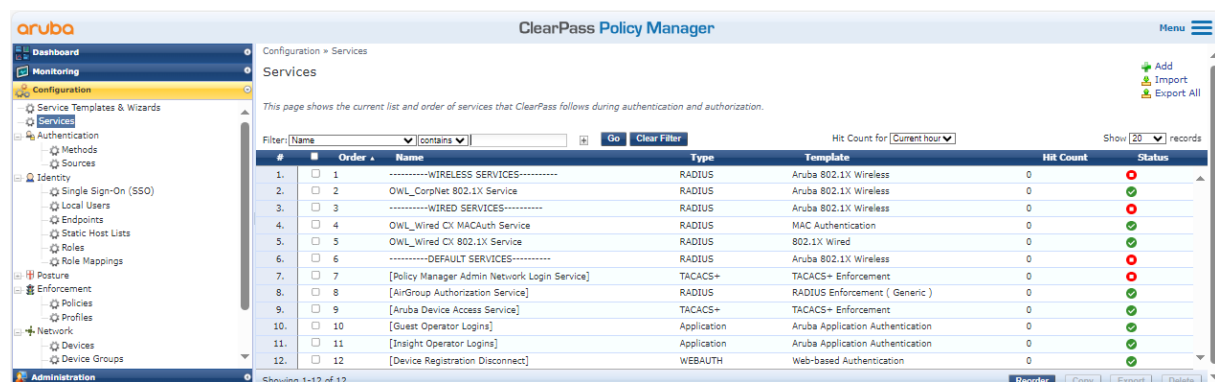 aruba
ClearPass Policy Manager
Menu
Dashboard
Monitoring
Configuration
Service Templates & Wizards
Services
Authentication
Methods
Sources
Identity
Single Sign-On (SSO)
Local Users
Endpoints
Static Host Lists
Roles
Role Mappings
Posture
Enforcement
Policies
Profiles
Network
Devices
Device Groups
Administration
Configuration » Services
Services
Add
Import
Export All
This page shows the current list and order of services that ClearPass follows during authentication and authorization.
Filter: Name contains Go Clear Filter Hit Count for Current hour Show 20 records
# Order Name Type Template Hit Count Status
1. 1 ----------WIRELESS SERVICES---------- RADIUS Aruba 802.1X Wireless 0
2. 2 OWL_CorpNet 802.1X Service RADIUS Aruba 802.1X Wireless 0
3. 3 ----------WIRED SERVICES---------- RADIUS Aruba 802.1X Wireless 0
4. 4 OWL_Wired CX MACAuth Service RADIUS MAC Authentication 0
5. 5 OWL_Wired CX 802.1X Service RADIUS 802.1X Wired 0
6. 6 ----------DEFAULT SERVICES---------- RADIUS Aruba 802.1X Wireless 0
7. 7 [Policy Manager Admin Network Login Service] TACACS+ TACACS+ Enforcement 0
8. 8 [AirGroup Authorization Service] RADIUS RADIUS Enforcement ( Generic ) 0
9. 9 [Aruba Device Access Service] TACACS+ TACACS+ Enforcement 0
10. 10 [Guest Operator Logins] Application Aruba Application Authentication 0
11. 11 [Insight Operator Logins] Application Aruba Application Authentication 0
12. 12 [Device Registration Disconnect] WEBAUTH Web-based Authentication 0
Showing 1-12 of 12 Reorder Copy Export Delete